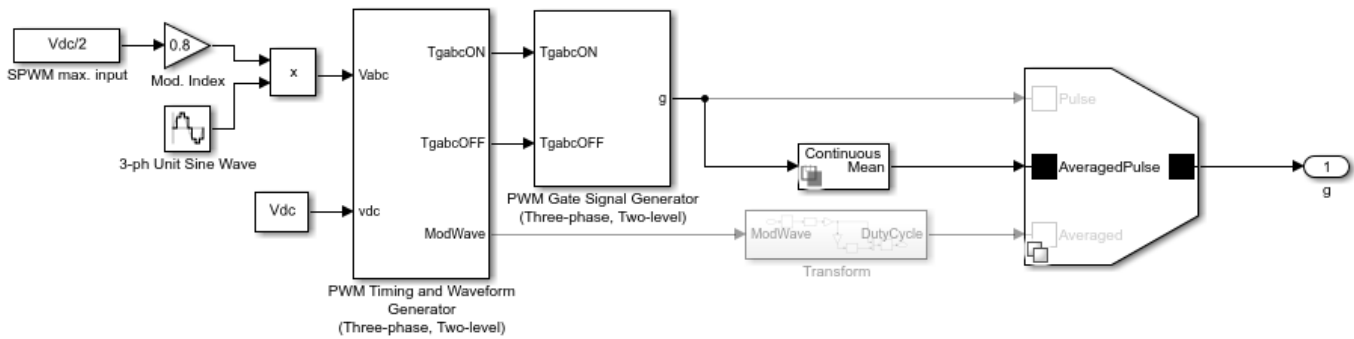 Vdc/2
SPWM max. input
0.8
Mod. Index
x
3-ph Unit Sine Wave
Vdc
Vabc
vdc
TgabcON
TgabcOFF
ModWave
PWM Timing and Waveform
Generator
(Three-phase, Two-level)
TgabcON
TgabcOFF
g
PWM Gate Signal Generator
(Three-phase, Two-level)
Continuous
Mean
ModWave
DutyCycle
Transform
Pulse
AveragedPulse
Averaged
1
g